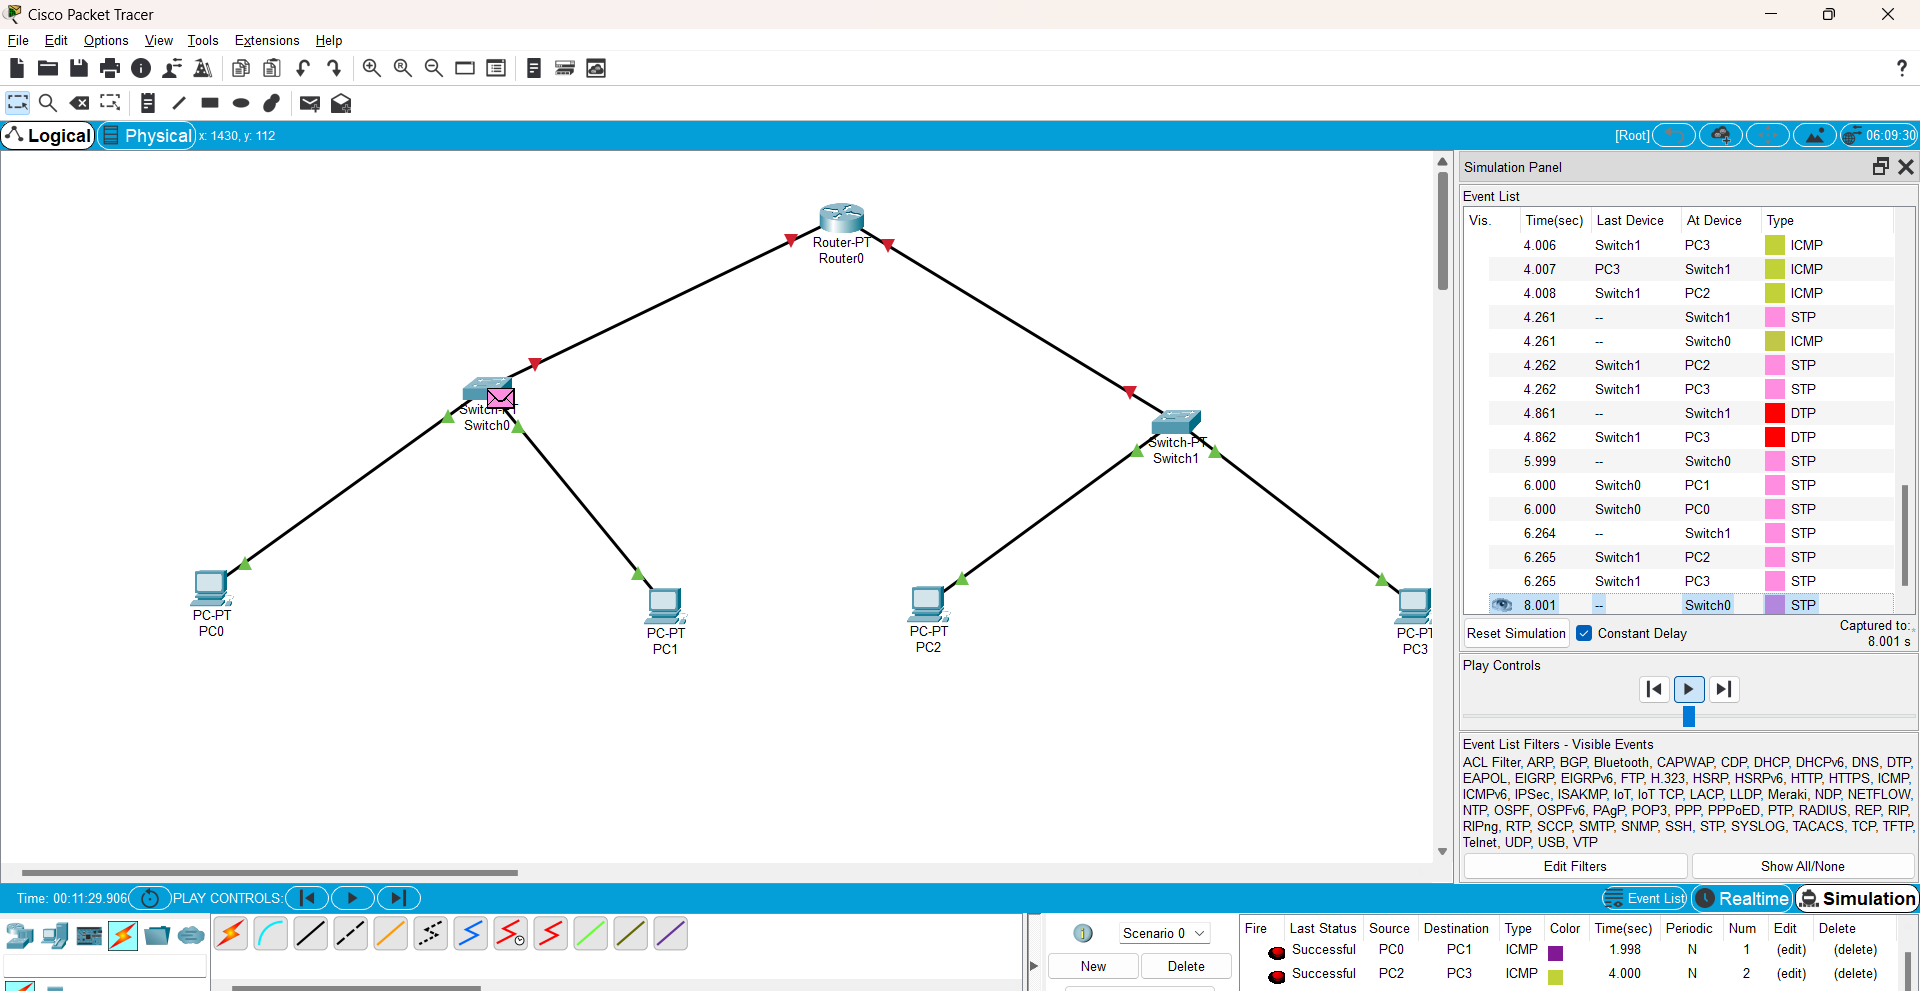 Cisco Packet Tracer
File Edit Options View Tools Extensions Help
Logical Physical x: 1430, y: 112 [Root] 06:09:30
Router-PT
Router0
Switch0
Switch-PT
Switch1
PC-PT
PC0
PC-PT
PC1
PC-PT
PC2
PC-PT
PC3
Simulation Panel
Event List
Vis. Time(sec) Last Device At Device Type
4.006 Switch1 PC3 ICMP
4.007 PC3 Switch1 ICMP
4.008 Switch1 PC2 ICMP
4.261 -- Switch1 STP
4.261 -- Switch0 ICMP
4.262 Switch1 PC2 STP
4.262 Switch1 PC3 STP
4.861 -- Switch1 DTP
4.862 Switch1 PC3 DTP
5.999 -- Switch0 STP
6.000 Switch0 PC1 STP
6.000 Switch0 PC0 STP
6.264 -- Switch1 STP
6.265 Switch1 PC2 STP
6.265 Switch1 PC3 STP
8.001 -- Switch0 STP
Reset Simulation Constant Delay Captured to:
8.001 s
Play Controls
Event List Filters - Visible Events
ACL Filter, ARP, BGP, Bluetooth, CAPWAP, CDP, DHCP, DHCPv6, DNS, DTP,
EAPOL, EIGRP, EIGRPv6, FTP, H.323, HSRP, HSRPv6, HTTP, HTTPS, ICMP,
ICMPv6, IPSec, ISAKMP, IoT, IoT TCP, LACP, LLDP, Meraki, NDP, NETFLOW,
NTP, OSPF, OSPFv6, PAgP, POP3, PPP, PPPoED, PTP, RADIUS, REP, RIP,
RIPng, RTP, SCCP, SMTP, SNMP, SSH, STP, SYSLOG, TACACS, TCP, TFTP,
Telnet, UDP, USB, VTP
Edit Filters Show All/None
Time: 00:11:29.906 PLAY CONTROLS: Event List Realtime Simulation
Scenario 0
New Delete
Fire Last Status Source Destination Type Color Time(sec) Periodic Num Edit Delete
Successful PC0 PC1 ICMP 1.998 N 1 (edit) (delete)
Successful PC2 PC3 ICMP 4.000 N 2 (edit) (delete)